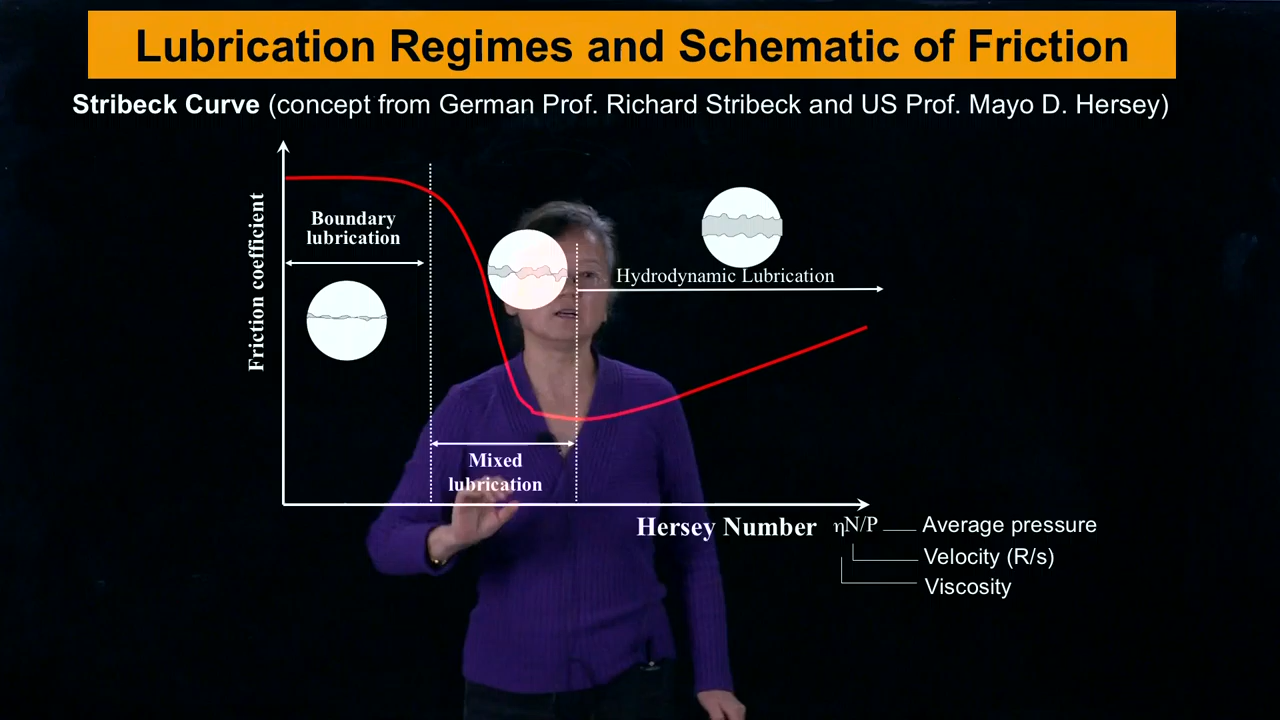 Lubrication Regimes and Schematic of Friction
Stribeck Curve (concept from German Prof. Richard Stribeck and US Prof. Mayo D. Hersey)
Friction coefficient
Boundary
lubrication
Hydrodynamic Lubrication
Mixed
lubrication
Hersey Number ηN/P
Average pressure
Velocity (R/s)
Viscosity